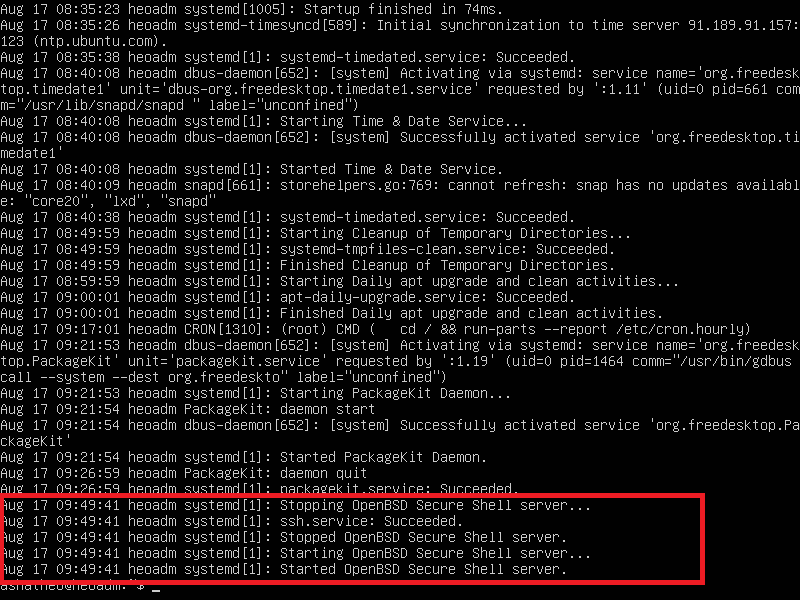 Aug 17 08:35:23 heoadm systemd[1005]: Startup finished in 74ms.
Aug 17 08:35:26 heoadm systemd-timesyncd[589]: Initial synchronization to time server 91.189.91.157:
123 (ntp.ubuntu.com).
Aug 17 08:35:38 heoadm systemd[1]: systemd-timedated.service: Succeeded.
Aug 17 08:40:08 heoadm dbus-daemon[652]: [system] Activating via systemd: service name='org.freedesk
top.timedate1' unit='dbus-org.freedesktop.timedate1.service' requested by ':1.11' (uid=0 pid=661 com
m="/usr/lib/snapd/snapd " label="unconfined")
Aug 17 08:40:08 heoadm systemd[1]: Starting Time & Date Service...
Aug 17 08:40:08 heoadm dbus-daemon[652]: [system] Successfully activated service 'org.freedesktop.ti
medate1'
Aug 17 08:40:08 heoadm systemd[1]: Started Time & Date Service.
Aug 17 08:40:09 heoadm snapd[661]: storehelpers.go:769: cannot refresh: snap has no updates availabl
e: "core20", "lxd", "snapd"
Aug 17 08:40:38 heoadm systemd[1]: systemd-timedated.service: Succeeded.
Aug 17 08:49:59 heoadm systemd[1]: Starting Cleanup of Temporary Directories...
Aug 17 08:49:59 heoadm systemd[1]: systemd-tmpfiles-clean.service: Succeeded.
Aug 17 08:49:59 heoadm systemd[1]: Finished Cleanup of Temporary Directories.
Aug 17 08:59:59 heoadm systemd[1]: Starting Daily apt upgrade and clean activities...
Aug 17 09:00:01 heoadm systemd[1]: apt-daily-upgrade.service: Succeeded.
Aug 17 09:00:01 heoadm systemd[1]: Finished Daily apt upgrade and clean activities.
Aug 17 09:17:01 heoadm CRON[1310]: (root) CMD (   cd / && run-parts --report /etc/cron.hourly)
Aug 17 09:21:53 heoadm dbus-daemon[652]: [system] Activating via systemd: service name='org.freedesk
top.PackageKit' unit='packagekit.service' requested by ':1.19' (uid=0 pid=1464 comm="/usr/bin/gdbus
call --system --dest org.freedeskto" label="unconfined")
Aug 17 09:21:53 heoadm systemd[1]: Starting PackageKit Daemon...
Aug 17 09:21:54 heoadm PackageKit: daemon start
Aug 17 09:21:54 heoadm dbus-daemon[652]: [system] Successfully activated service 'org.freedesktop.Pa
ckageKit'
Aug 17 09:21:54 heoadm systemd[1]: Started PackageKit Daemon.
Aug 17 09:26:59 heoadm PackageKit: daemon quit
Aug 17 09:26:59 heoadm systemd[1]: packagekit.service: Succeeded.
Aug 17 09:49:41 heoadm systemd[1]: Stopping OpenBSD Secure Shell server...
Aug 17 09:49:41 heoadm systemd[1]: ssh.service: Succeeded.
Aug 17 09:49:41 heoadm systemd[1]: Stopped OpenBSD Secure Shell server.
Aug 17 09:49:41 heoadm systemd[1]: Starting OpenBSD Secure Shell server...
Aug 17 09:49:41 heoadm systemd[1]: Started OpenBSD Secure Shell server.